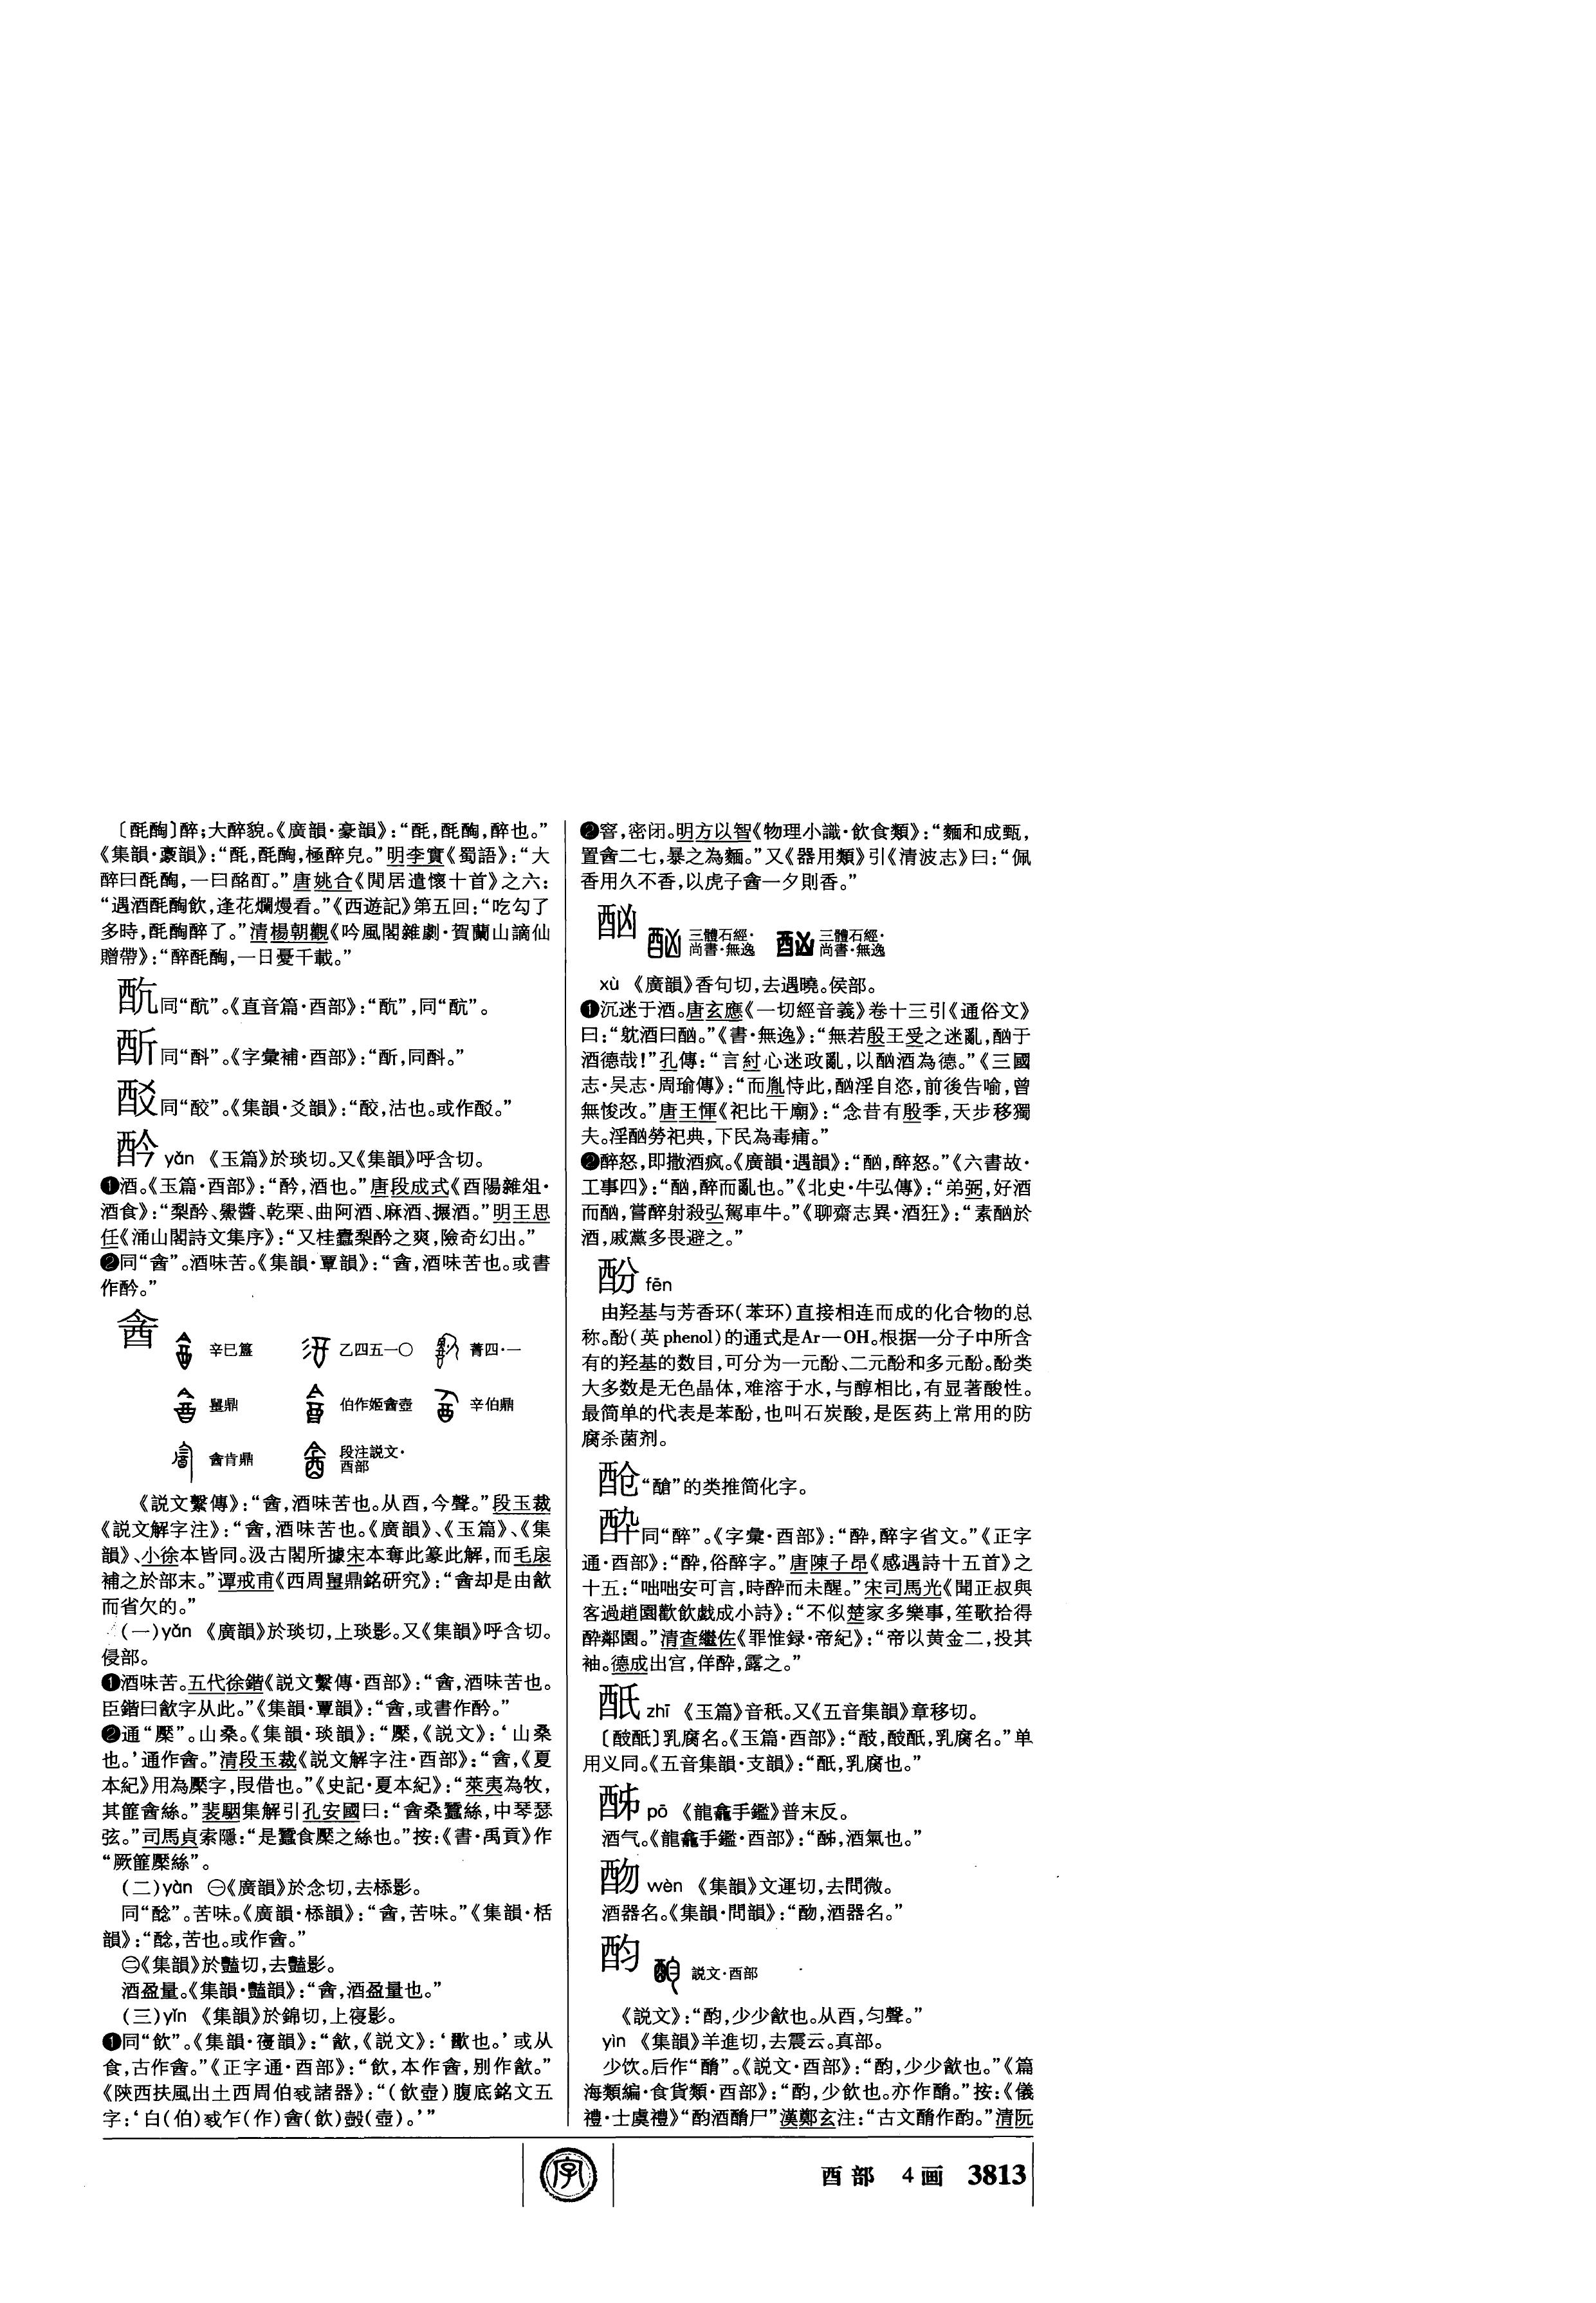 〔酕醄〕醉；大醉貌。《廣韻·豪韻》：“酕，酕醄，醉也。”
《集韻·豪韻》：“酕，酕醄，極醉皃。”明李實《蜀語》：“大
醉曰酕醄，一曰酩酊。”唐姚合《閒居遣懷十首》之六：
“遇酒酕醄飲，逢花爛熳看。”《西遊記》第五回：“吃勾了
多時，酕醄醉了。”清楊朝觀《吟風閣雜劇·賀蘭山謫仙
贈帶》：“醉酕醄，一日憂千載。”
同“酼”。《直音篇·酉部》：
同“酙”。《字彙補·酉部》：“，同酙。”
同“酸”。《集韻·爻韻》：“，沽也。或作。”
酓 yǎn 《玉篇》於琰切。又《集韻》呼含切。
❶酒。《玉篇·酉部》：“，酒也。”唐段成式《酉陽雜俎·
酒食》：“梨、鱟醬、乾栗、曲阿酒、麻酒、搌酒。”明王思
任《涌山閣詩文集序》：“又桂蠹梨之爽，險奇幻出。”
❷同“酓”。酒味苦。《集韻·覃韻》：“酓，酒味苦也。或書
作。”
酓 辛巳簋 乙四五一〇 菁四·一
鼎 伯作姬酓壺 辛伯鼎
酓肯鼎 段注説文·
酉部
《説文繫傳》：“酓，酒味苦也。从酉，今聲。”段玉裁
《説文解字注》：“酓，酒味苦也。《廣韻》、《玉篇》、《集
韻》、小徐本皆同。汲古閣所據宋本奪此篆此解，而毛扆
補之於部末。”谭戒甫《西周鼎銘研究》：“酓却是由㱃
而省欠的。”
（一）yǎn 《廣韻》於琰切，上琰影。又《集韻》呼含切。
侵部。
❶酒味苦。五代徐鍇《説文繫傳·酉部》：“酓，酒味苦也。
臣鍇曰㱃字从此。”《集韻·覃韻》：“酓，或書作。”
❷通“檿”。山桑。《集韻·琰韻》：“檿，《説文》：‘山桑
也。’通作酓。”清段玉裁《説文解字注·酉部》：“酓，《夏
本紀》用為檿字，叚借也。”《史記·夏本紀》：“萊夷為牧，
其篚酓絲。”裴駰集解引孔安國曰：“酓桑蠶絲，中琴瑟
弦。”司馬貞索隱：“是蠶食檿之絲也。”按：《書·禹貢》作
“厥篚檿絲”。
（二）yàn ㊀《廣韻》於念切，去㮇影。
同“醶”。苦味。《廣韻·㮇韻》：“酓，苦味。”《集韻·栝
韻》：“，苦也。或作酓。”
㊁《集韻》於豔切，去豔影。
酒盈量。《集韻·豔韻》：“酓，酒盈量也。”
（三）yǐn 《集韻》於錦切，上寑影。
❶同“飲”。《集韻·寑韻》：“㱃，《説文》：‘歠也。’或从
食，古作酓。”《正字通·酉部》：“飲，本作酓，别作㱃。”
《陝西扶風出土西周伯諸器》：“（飲壺）腹底銘文五
字：‘白（伯）乍（作）酓（飲）（壺）。’”
❷窨，密闭。明方以智《物理小識·飲食類》：“麵和成甄，
置酓二七，暴之為麵。”又《器用類》引《清波志》曰：“佩
香用久不香，以虎子酓一夕則香。”
酗 三體石經·尚書·無逸 三體石經·尚書·無逸
xù 《廣韻》香句切，去遇曉。侯部。
❶沉迷于酒。唐玄應《一切經音義》卷十三引《通俗文》
曰：“躭酒曰酗。”《書·無逸》：“無若殷王受之迷亂，酗于
酒德哉！”孔傳：“言紂心迷政亂，以酗酒為德。”《三國
志·吴志·周瑜傳》：“而胤恃此，酗淫自恣，前後告喻，曾
無悛改。”唐王惲《祀比干廟》：“念昔有殷季，天步移獨
夫。淫酗勞祀典，下民為毒痡。”
❷醉怒，即撒酒疯。《廣韻·遇韻》：“酗，醉怒。”《六書故·
工事四》：“酗，醉而亂也。”《北史·牛弘傳》：“弟弼，好酒
而酗，嘗醉射殺弘駕車牛。”《聊齋志異·酒狂》：“素酗於
酒，戚黨多畏避之。”
酚 fēn
由羟基与芳香环（苯环）直接相连而成的化合物的总
称。酚（英phenol）的通式是Ar—OH。根据一分子中所含
有的羟基的数目，可分为一元酚、二元酚和多元酚。酚类
大多数是无色晶体，难溶于水，与醇相比，有显著酸性。
最简单的代表是苯酚，也叫石炭酸，是医药上常用的防
腐杀菌剂。
“”的类推简化字。
酔 同“醉”。《字彙·酉部》：“酔，醉字省文。”《正字
通·酉部》：“酔，俗醉字。”唐陳子昂《感遇詩十五首》之
十五：“咄咄安可言，時酔而未醒。”宋司馬光《聞正叔與
客過趙園歡飲戲成小詩》：“不似楚家多樂事，笙歌拾得
酔鄰園。”清查繼佐《罪惟録·帝紀》：“帝以黄金二，投其
袖。德成出宫，佯酔，露之。”
zhī 《玉篇》音秖。又《五音集韻》章移切。
乳腐名。《玉篇·酉部》：“，乳腐名。”单
用义同。《五音集韻·支韻》：“，乳腐也。”
pō 《龍龕手鑑》普末反。
酒气。《龍龕手鑑·酉部》：“，酒氣也。”
wèn 《集韻》文運切，去問微。
酒器名。《集韻·問韻》：“，酒器名。”
酳 説文·酉部
《説文》：“酌，少少㱃也。从酉，匀聲。”
yìn 《集韻》羊進切，去震云。真部。
少饮。后作“酳”。《説文·酉部》：“，少少㱃也。”《篇
海類編·食貨類·酉部》：“，少飲也。亦作酳。”按：《儀
禮·士虞禮》“酌酒酳尸”漢鄭玄注：“古文酳作酌。”清阮
酉部 4画 3813